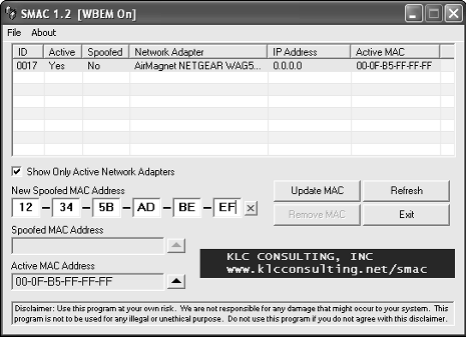 SMAC 1.2 [WBEM On]
File About
ID Active Spoofed Network Adapter IP Address Active MAC
0017 Yes No AirMagnet NETGEAR WAG5... 0.0.0.0 00-0F-B5-FF-FF-FF
Show Only Active Network Adapters
New Spoofed MAC Address
12 - 34 - 5B - AD - BE - EF X
Update MAC Refresh
Remove MAC Exit
Spoofed MAC Address
KLC CONSULTING, INC
www.klcconsulting.net/smac
Active MAC Address
00-0F-B5-FF-FF-FF
Disclaimer: Use this program at your own risk. We are not responsible for any damage that might occur to your system. This
program is not to be used for any illegal or unethical purpose. Do not use this program if you do not agree with this disclaimer.